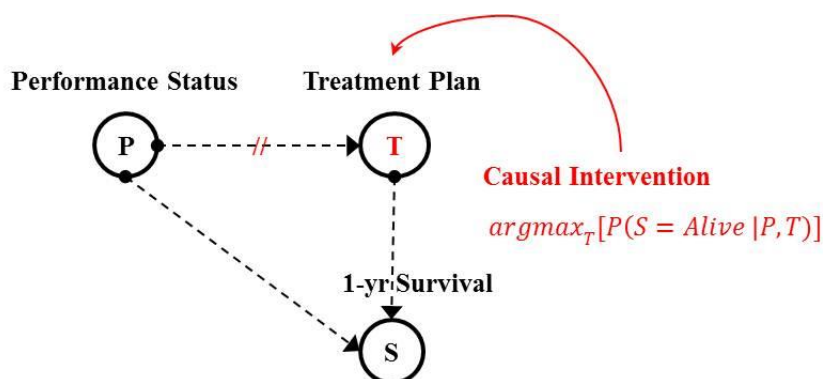 Performance Status
Treatment Plan
P
//
T
Causal Intervention
argmax_T[P(S = Alive |P,T)]
1-yr Survival
S